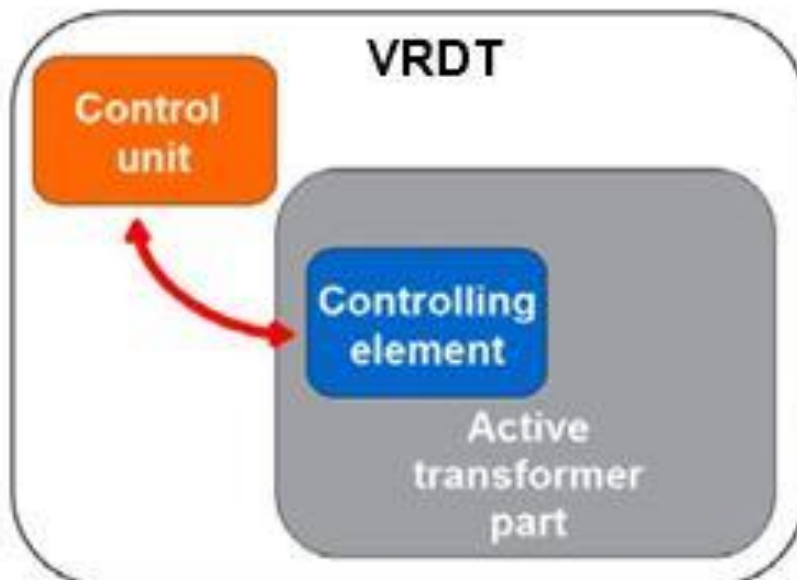 VRDT
Control
unit
Controlling
element
Active
transformer
part